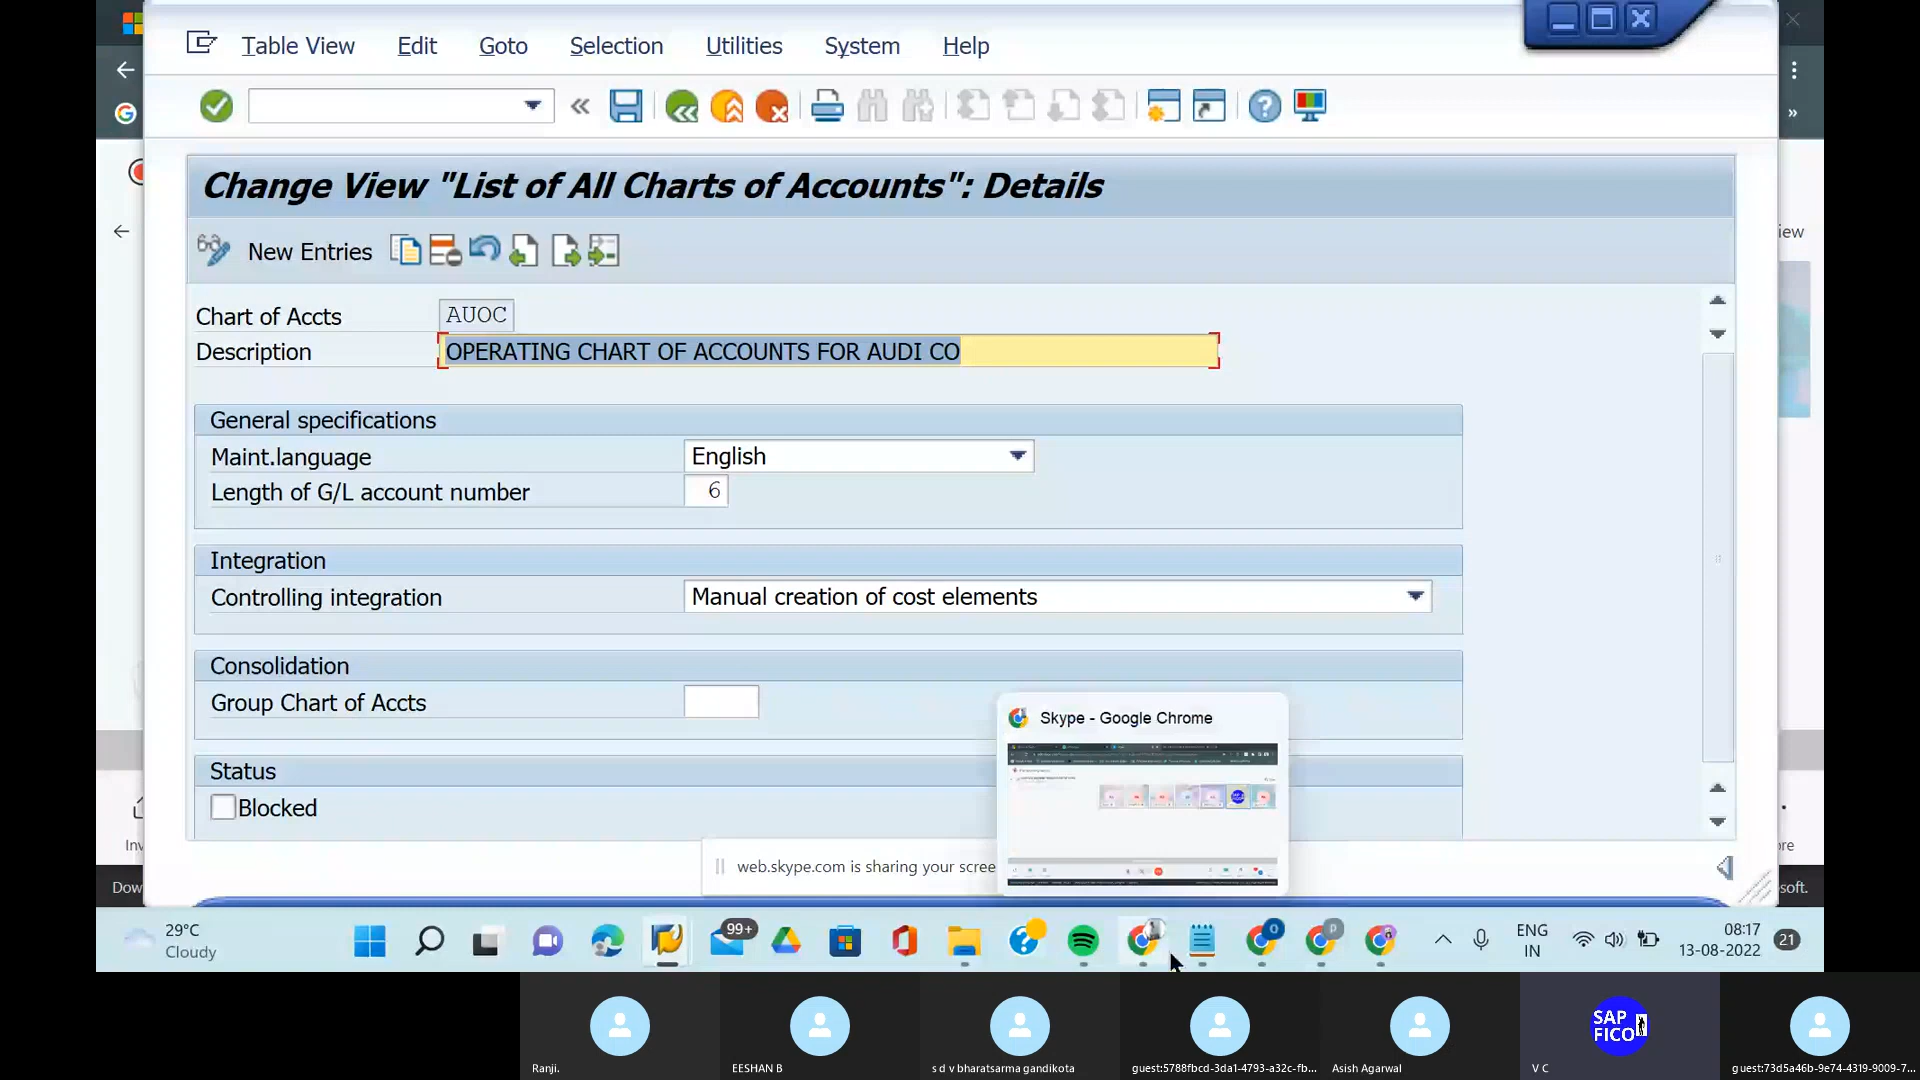 Table View Edit Goto Selection Utilities System Help
Change View "List of All Charts of Accounts": Details
New Entries
iew
Chart of Accts AUOC
Description OPERATING CHART OF ACCOUNTS FOR AUDI CO
General specifications
Maint.language English
Length of G/L account number 6
Integration
Controlling integration Manual creation of cost elements
Consolidation
Group Chart of Accts
Skype - Google Chrome
Status
Blocked
Inv
re
web.skype.com is sharing your scree
Dow
soft.
29°C
Cloudy
99+
ENG
IN
08:17
13-08-2022
21
SAP
FICO
Ranji.
EESHAN B
s d v bharatsarma gandikota
guest:5788fbcd-3da1-4793-a32c-fb...
Asish Agarwal
V C
guest:73d5a46b-9e74-4319-9009-7...